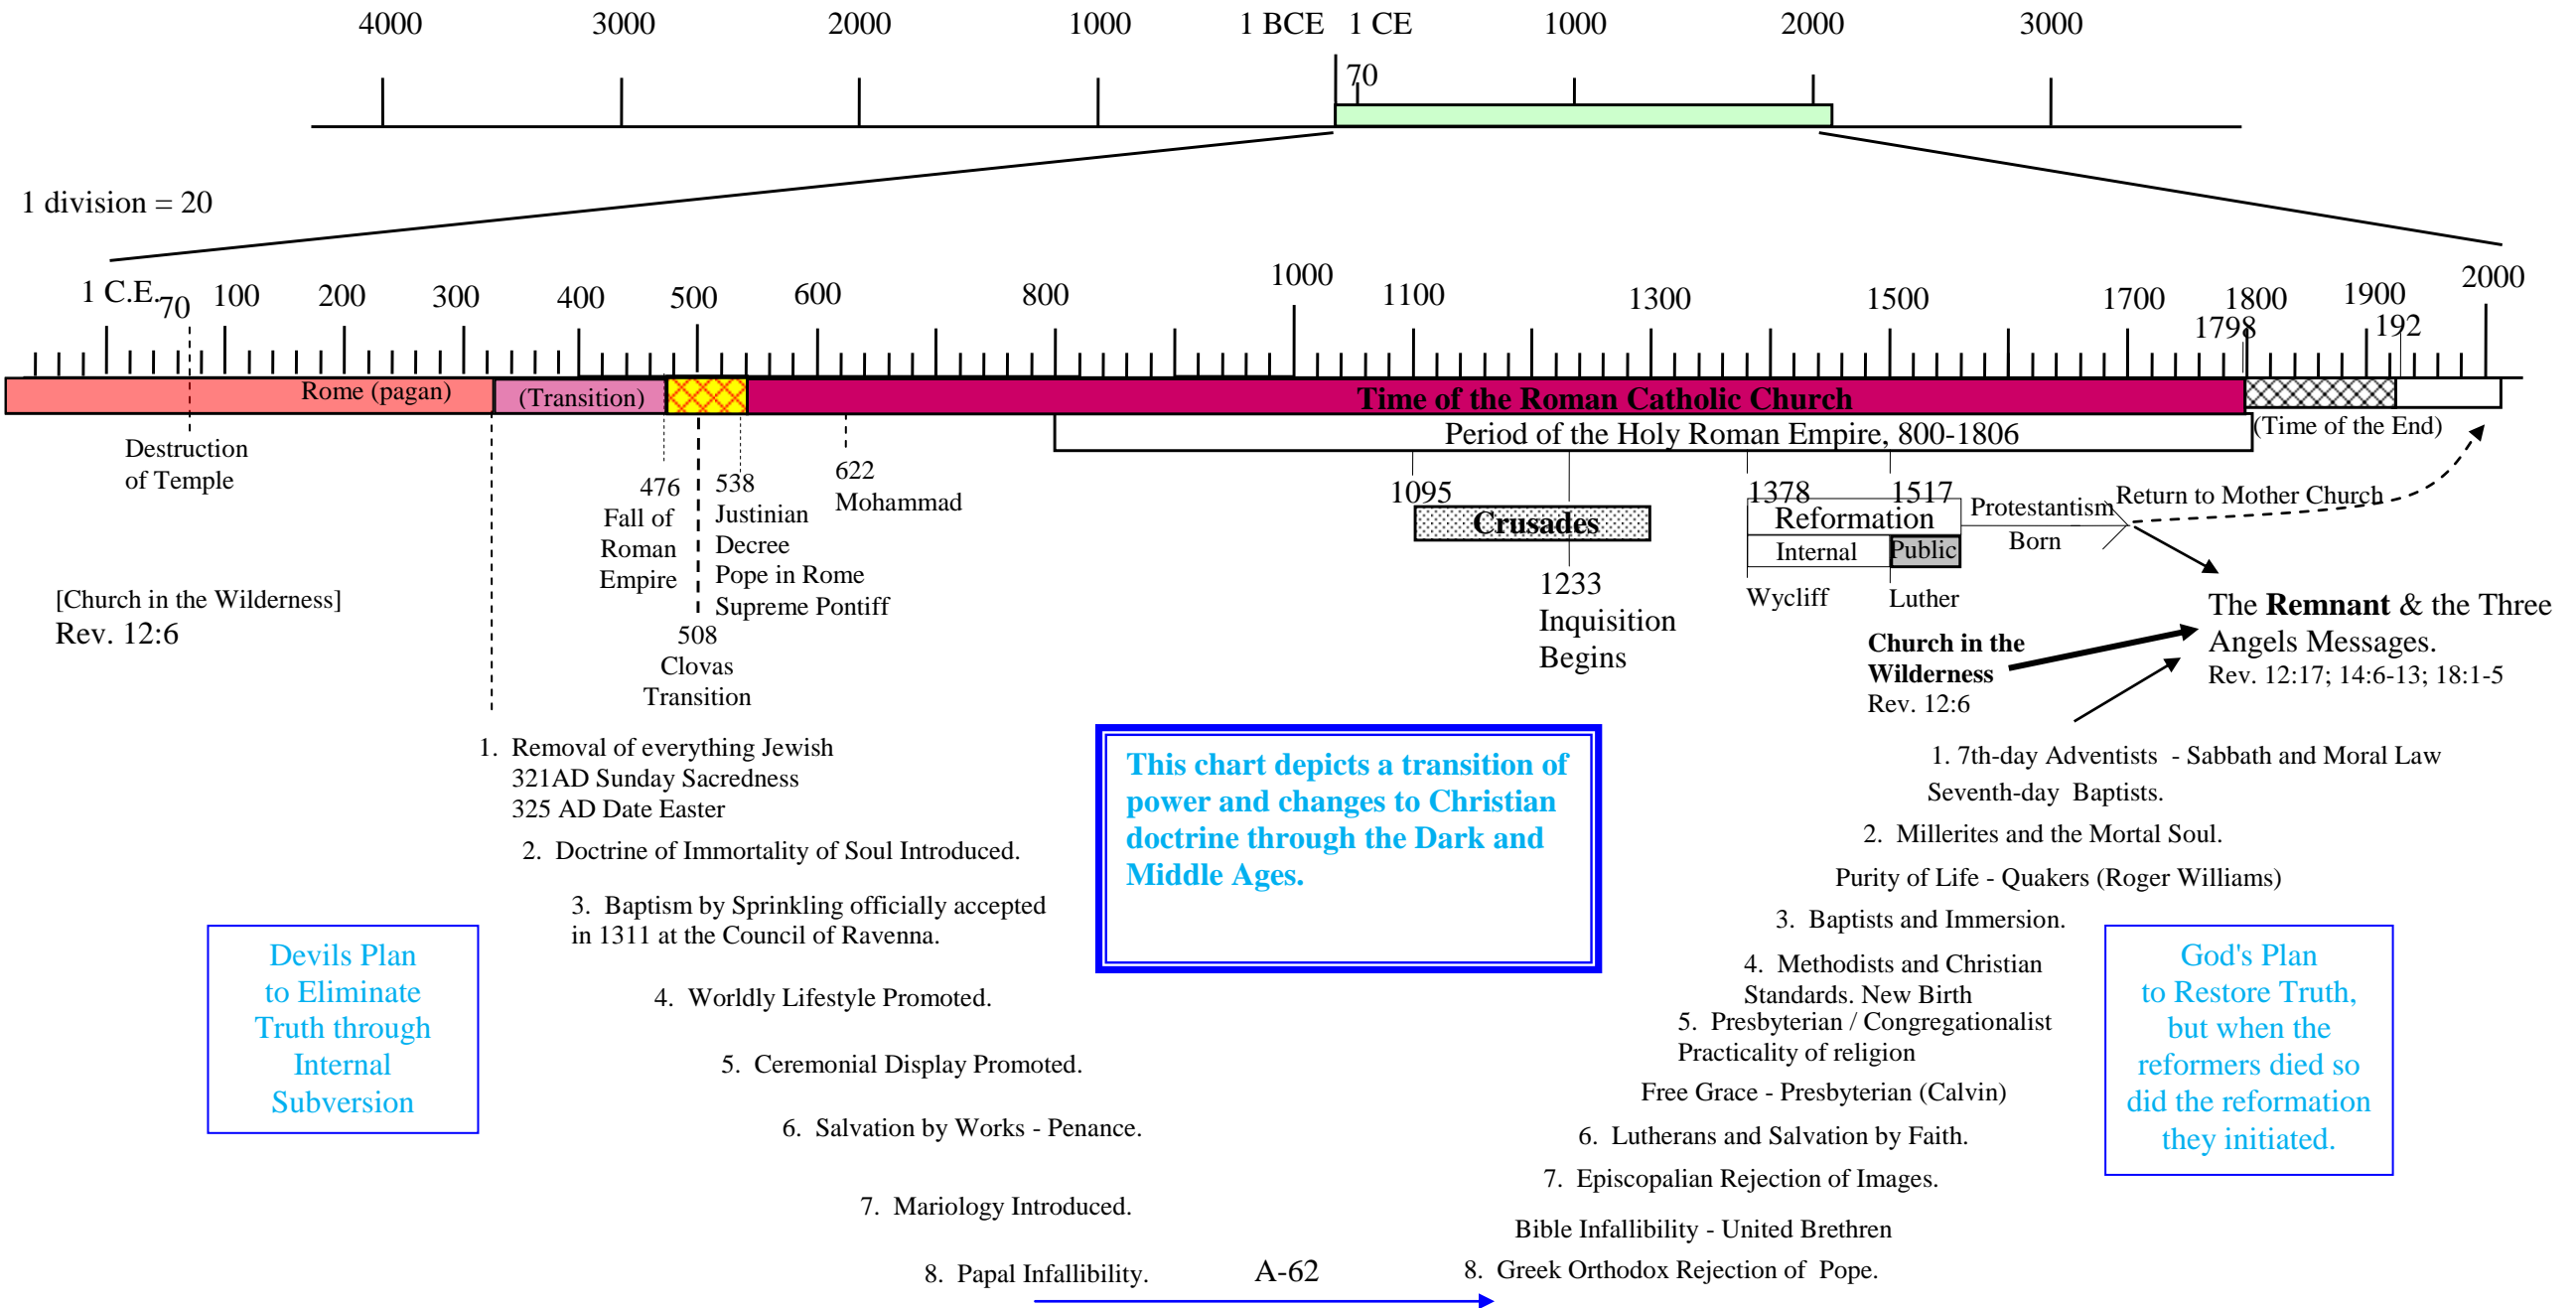 4000 3000 2000 1000 1 BCE 1 CE 1000 2000 3000
70
1 division = 20
1 C.E. 70 100 200 300 400 500 600 800 1000 1100 1300 1500 1700 1800 1900 2000
1798 192
Rome (pagan) (Transition) Time of the Roman Catholic Church
Period of the Holy Roman Empire, 800-1806 (Time of the End)
Destruction
of Temple
476
Fall of
Roman
Empire
538
Justinian
Decree
Pope in Rome
Supreme Pontiff
508
Clovas
Transition
622
Mohammad
1095
Crusades
1233
Inquisition
Begins
1378 1517
Reformation
Internal Public
Wycliff Luther
Protestantism
Born
Return to Mother Church
[Church in the Wilderness]
Rev. 12:6
Church in the
Wilderness
Rev. 12:6
The Remnant & the Three
Angels Messages.
Rev. 12:17; 14:6-13; 18:1-5
1. Removal of everything Jewish
321AD Sunday Sacredness
325 AD Date Easter
2. Doctrine of Immortality of Soul Introduced.
3. Baptism by Sprinkling officially accepted
in 1311 at the Council of Ravenna.
4. Worldly Lifestyle Promoted.
5. Ceremonial Display Promoted.
6. Salvation by Works - Penance.
7. Mariology Introduced.
8. Papal Infallibility.
Devils Plan
to Eliminate
Truth through
Internal
Subversion
This chart depicts a transition of
power and changes to Christian
doctrine through the Dark and
Middle Ages.
1. 7th-day Adventists - Sabbath and Moral Law
Seventh-day Baptists.
2. Millerites and the Mortal Soul.
Purity of Life - Quakers (Roger Williams)
3. Baptists and Immersion.
4. Methodists and Christian
Standards. New Birth
5. Presbyterian / Congregationalist
Practicality of religion
Free Grace - Presbyterian (Calvin)
6. Lutherans and Salvation by Faith.
7. Episcopalian Rejection of Images.
Bible Infallibility - United Brethren
8. Greek Orthodox Rejection of Pope.
God's Plan
to Restore Truth,
but when the
reformers died so
did the reformation
they initiated.
A-62